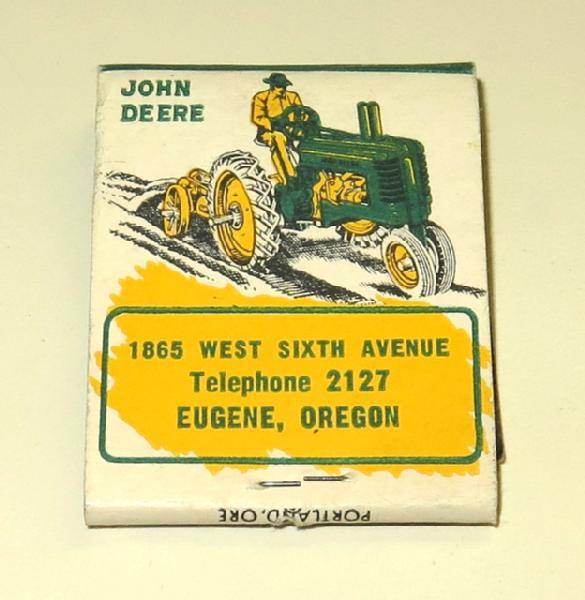 JOHN
DEERE
1865 WEST SIXTH AVENUE
Telephone 2127
EUGENE, OREGON
PORTLAND, ORE